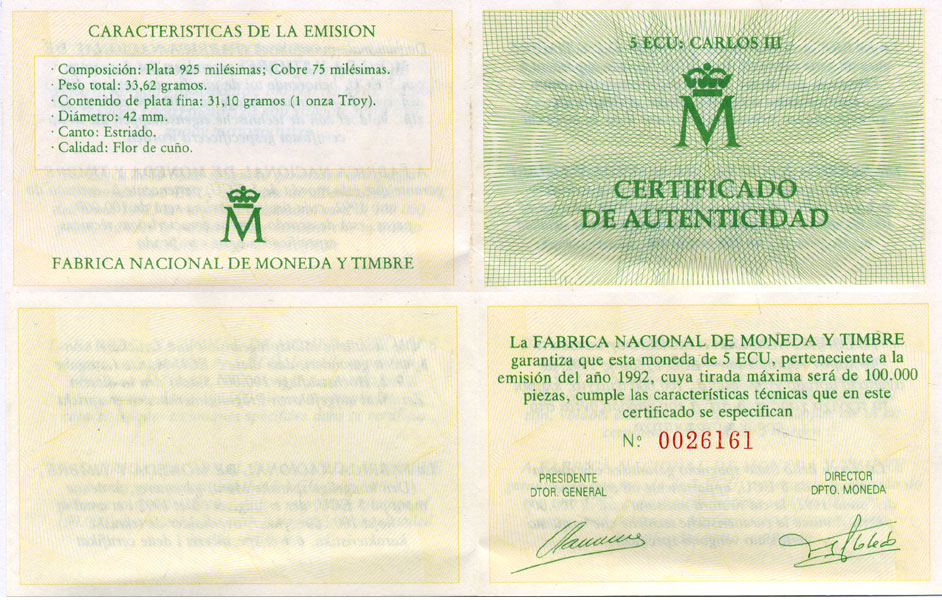 CARACTERISTICAS DE LA EMISION
· Composición: Plata 925 milésimas; Cobre 75 milésimas.
· Peso total: 33,62 gramos.
· Contenido de plata fina: 31,10 gramos (1 onza Troy).
· Diámetro: 42 mm.
· Canto: Estriado.
· Calidad: Flor de cuño.
M
FABRICA NACIONAL DE MONEDA Y TIMBRE
5 ECU: CARLOS III
M
CERTIFICADO
DE AUTENTICIDAD
La FABRICA NACIONAL DE MONEDA Y TIMBRE
garantiza que esta moneda de 5 ECU, perteneciente a la
emisión del año 1992, cuya tirada máxima será de 100.000
piezas, cumple las características técnicas que en este
certificado se especifican
N.º 0026161
PRESIDENTE
DTOR. GENERAL
DIRECTOR
DPTO. MONEDA